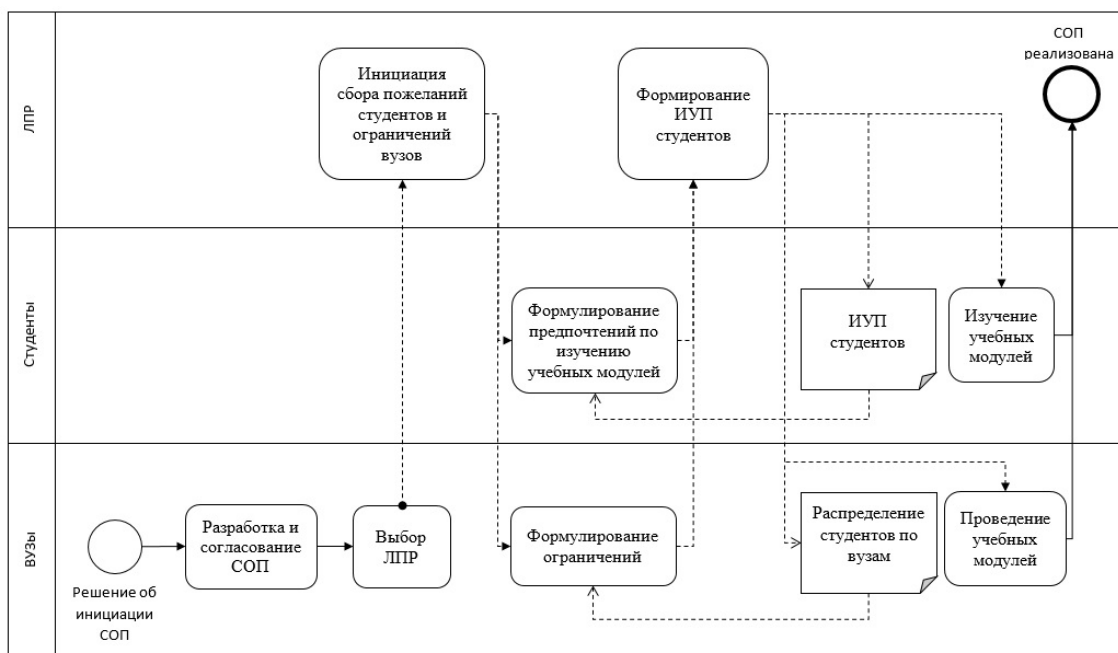 ЛПР
Инициация
сбора пожеланий
студентов и
ограничений
вузов
Формирование
ИУП
студентов
СОП
реализована
Студенты
Формулирование
предпочтений по
изучению
учебных модулей
ИУП
студентов
Изучение
учебных
модулей
ВУЗы
Решение об
инициации
СОП
Разработка и
согласование
СОП
Выбор
ЛПР
Формулирование
ограничений
Распределение
студентов по
вузам
Проведение
учебных
модулей